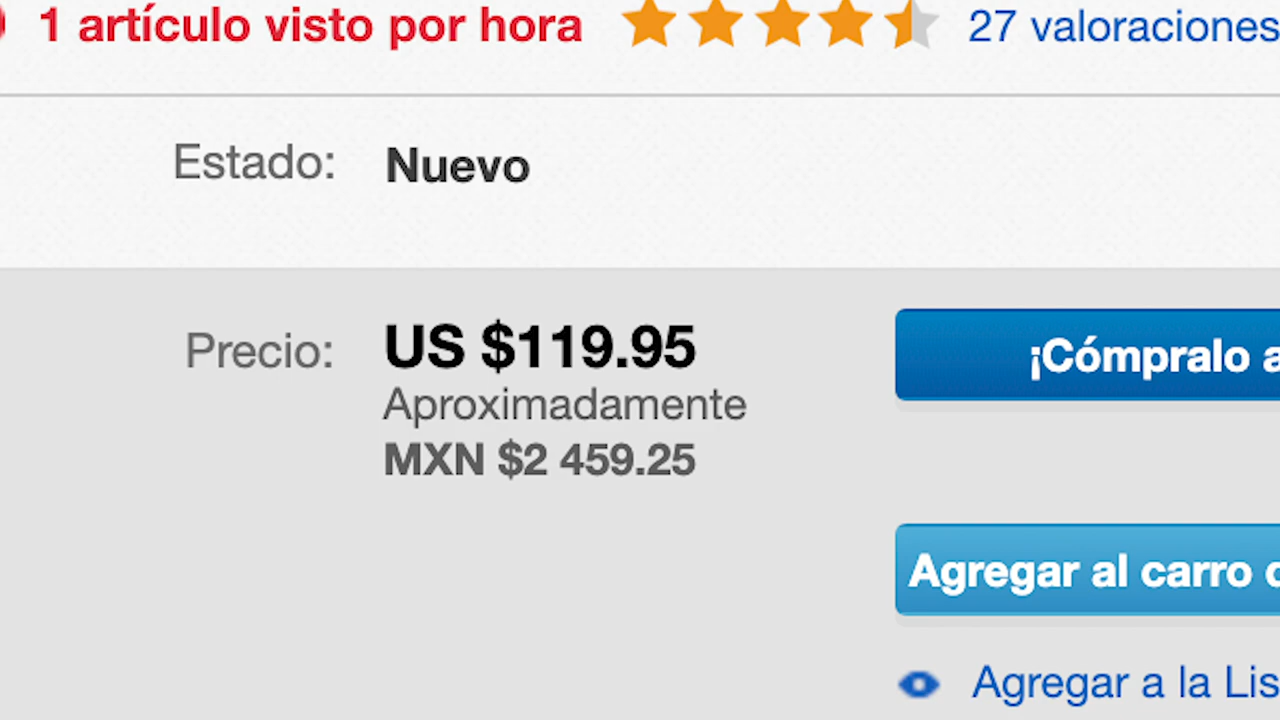 1 artículo visto por hora 27 valoraciones
Estado: Nuevo
Precio: US $119.95
Aproximadamente
MXN $2 459.25
¡Cómpralo a
Agregar al carro
Agregar a la Lis